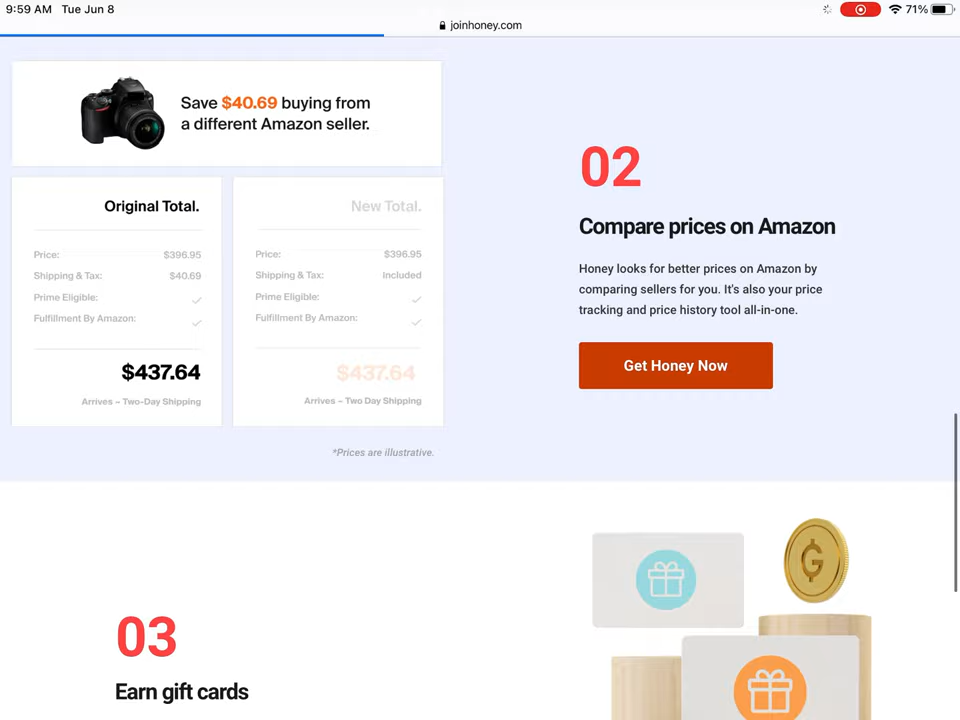 9:59 AM Tue Jun 8
71%
joinhoney.com
Save $40.69 buying from
a different Amazon seller.
Original Total.
Price: $396.95
Shipping & Tax: $40.69
Prime Eligible:
Fulfillment By Amazon:
$437.64
Arrives – Two-Day Shipping
New Total.
Price: $396.95
Shipping & Tax: Included
Prime Eligible:
Fulfillment By Amazon:
$437.64
Arrives – Two Day Shipping
*Prices are illustrative.
02
Compare prices on Amazon
Honey looks for better prices on Amazon by
comparing sellers for you. It's also your price
tracking and price history tool all-in-one.
Get Honey Now
03
Earn gift cards
G